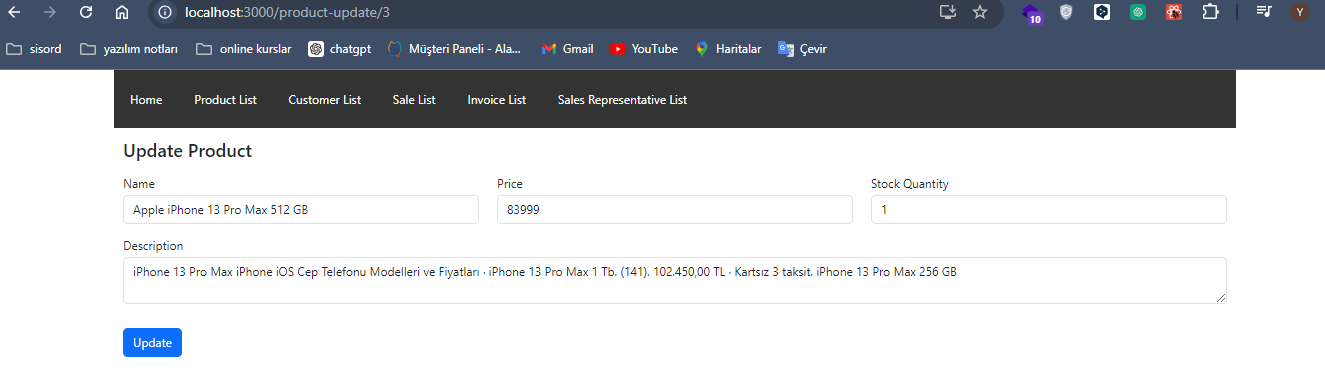 localhost:3000/product-update/3
10
Y
sisord yazılım notları online kurslar chatgpt Müşteri Paneli - Ala... Gmail YouTube Haritalar Çevir
Home Product List Customer List Sale List Invoice List Sales Representative List
Update Product
Name Price Stock Quantity
Apple iPhone 13 Pro Max 512 GB 83999 1
Description
iPhone 13 Pro Max iPhone iOS Cep Telefonu Modelleri ve Fiyatları · iPhone 13 Pro Max 1 Tb. (141). 102.450,00 TL · Kartsız 3 taksit. iPhone 13 Pro Max 256 GB
Update